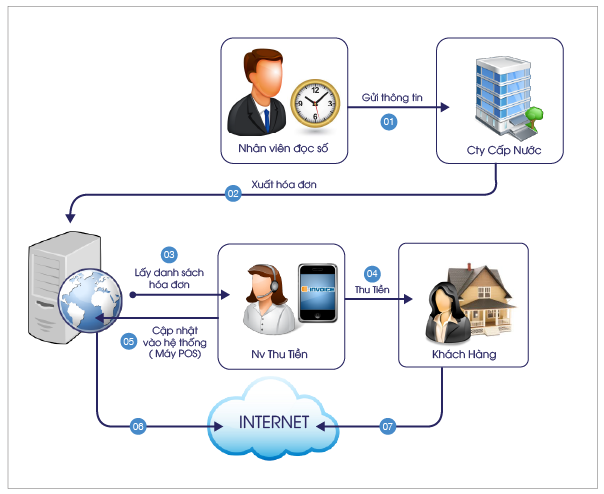 Nhân viên đọc số
Gửi thông tin
01
Cty Cấp Nước
Xuất hóa đơn
02
03
Lấy danh sách
hóa đơn
INVOICE
Nv Thu Tiền
04
Thu Tiền
Khách Hàng
05
Cập nhật
vào hệ thống
( Máy POS)
06
INTERNET
07